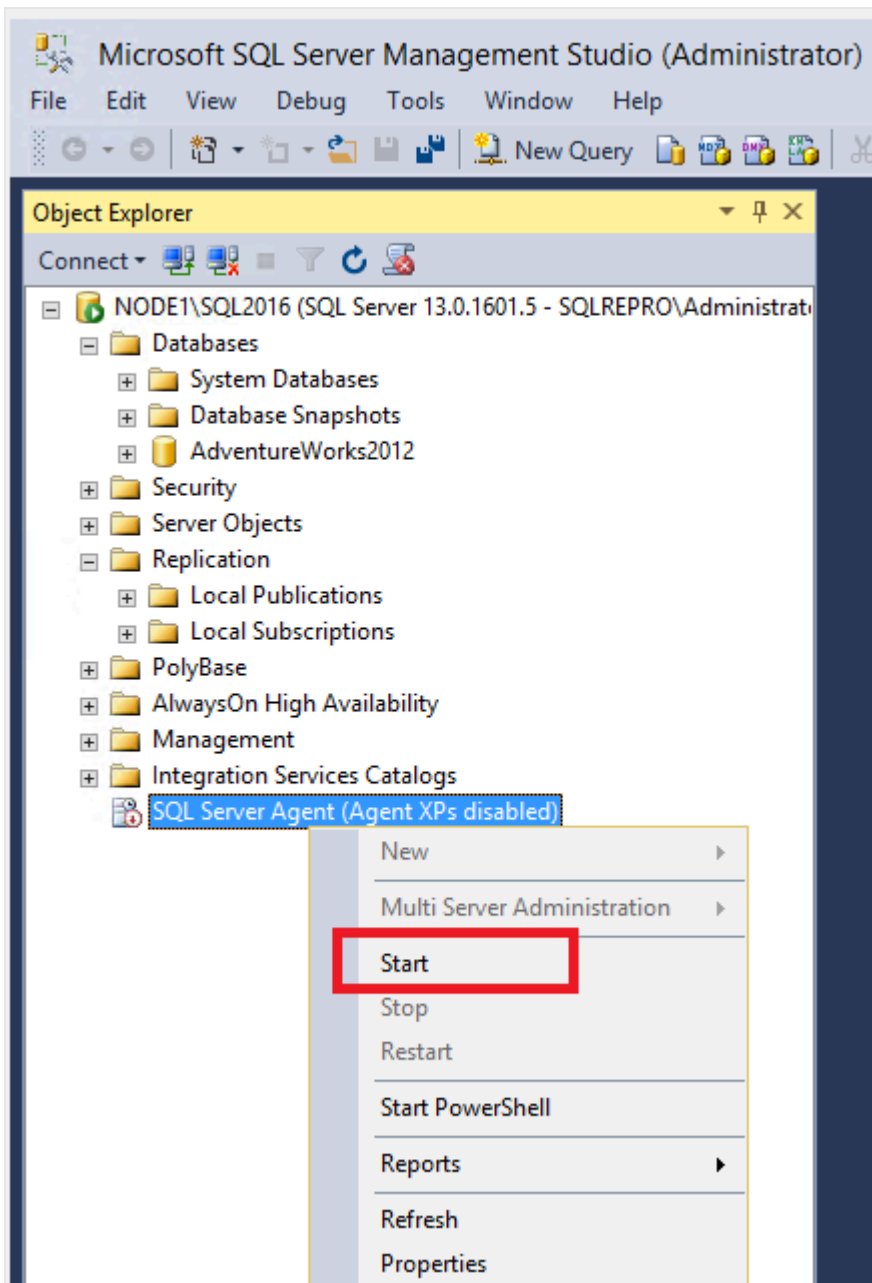 Microsoft SQL Server Management Studio (Administrator)
File Edit View Debug Tools Window Help
New Query
Object Explorer
Connect
NODE1\SQL2016 (SQL Server 13.0.1601.5 - SQLREPRO\Administrat
Databases
System Databases
Database Snapshots
AdventureWorks2012
Security
Server Objects
Replication
Local Publications
Local Subscriptions
PolyBase
AlwaysOn High Availability
Management
Integration Services Catalogs
SQL Server Agent (Agent XPs disabled)
New
Multi Server Administration
Start
Stop
Restart
Start PowerShell
Reports
Refresh
Properties